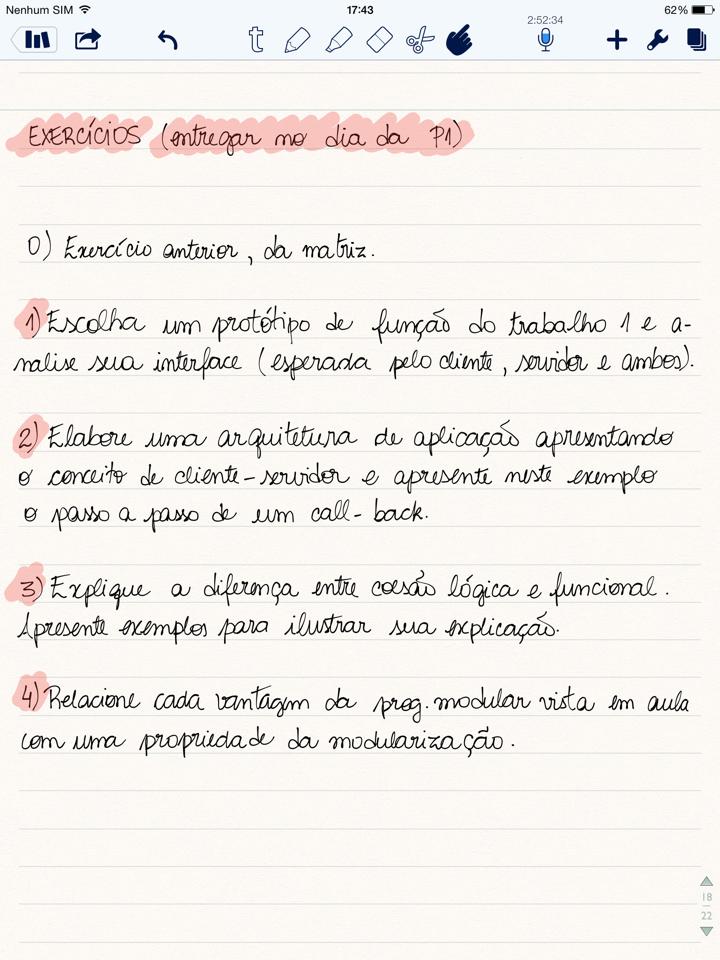 Nenhum SIM 17:43 62%
t 2:52:34
EXERCÍCIOS (entregar no dia da P1)
0) Exercício anterior, da matriz.
1) Escolha um protótipo de função do trabalho 1 e a-
nalise sua interface (esperada pelo cliente, servidor e ambos).
2) Elabore uma arquitetura de aplicação apresentando
o conceito de cliente-servidor e apresente neste exemplo
o passo a passo de um call-back.
3) Explique a diferença entre coesão lógica e funcional.
Apresente exemplos para ilustrar sua explicação.
4) Relacione cada vantagem da prog. modular vista em aula
com uma propriedade da modularização.
18
22